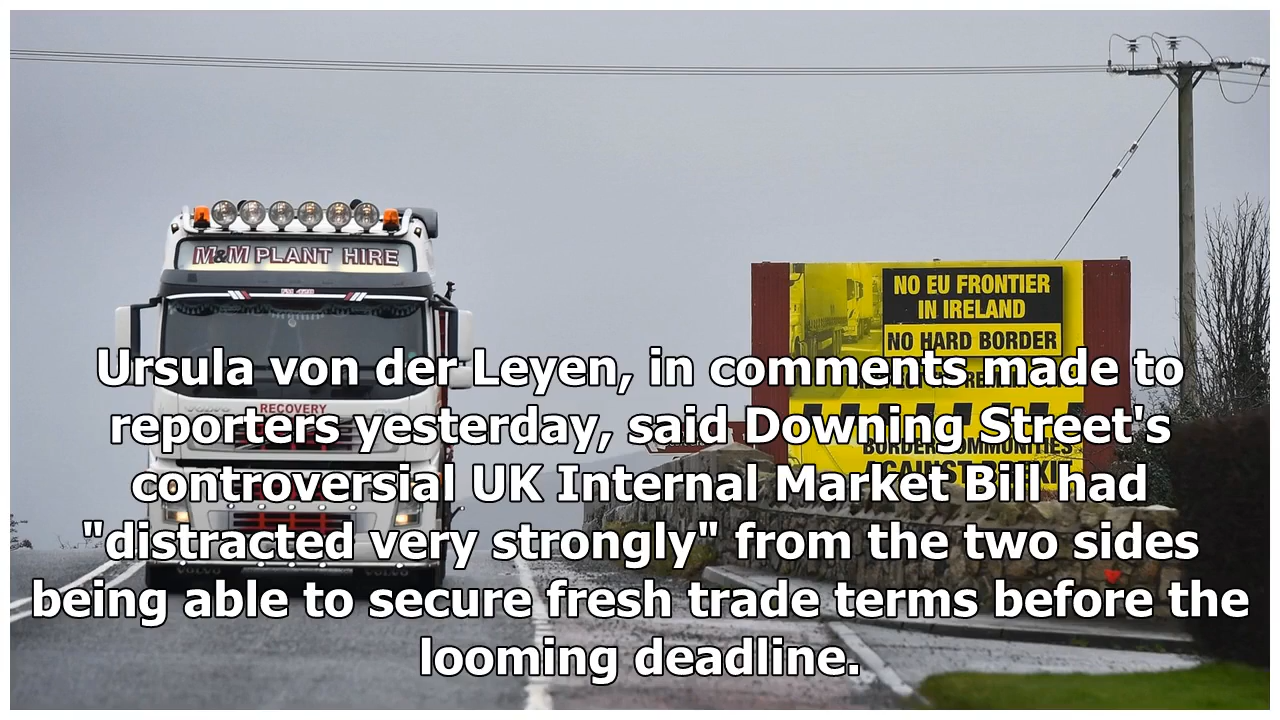 M&M PLANT HIRE
NO EU FRONTIER
IN IRELAND
NO HARD BORDER
Ursula von der Leyen, in comments made to
reporters yesterday, said Downing Street's
controversial UK Internal Market Bill had
"distracted very strongly" from the two sides
being able to secure fresh trade terms before the
looming deadline.
RECOVERY
BORDER COMMUNITIES